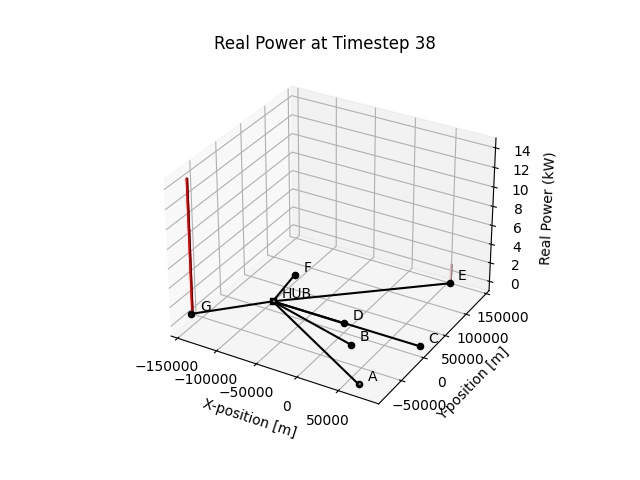 Real Power at Timestep 38
14
12
10
8
6
4
2
0
Real Power (kW)
F
E
HUB
G
D
B
C
A
150000
100000
50000
0
−50000
Y-position [m]
−150000
−100000
−50000
0
50000
X-position [m]